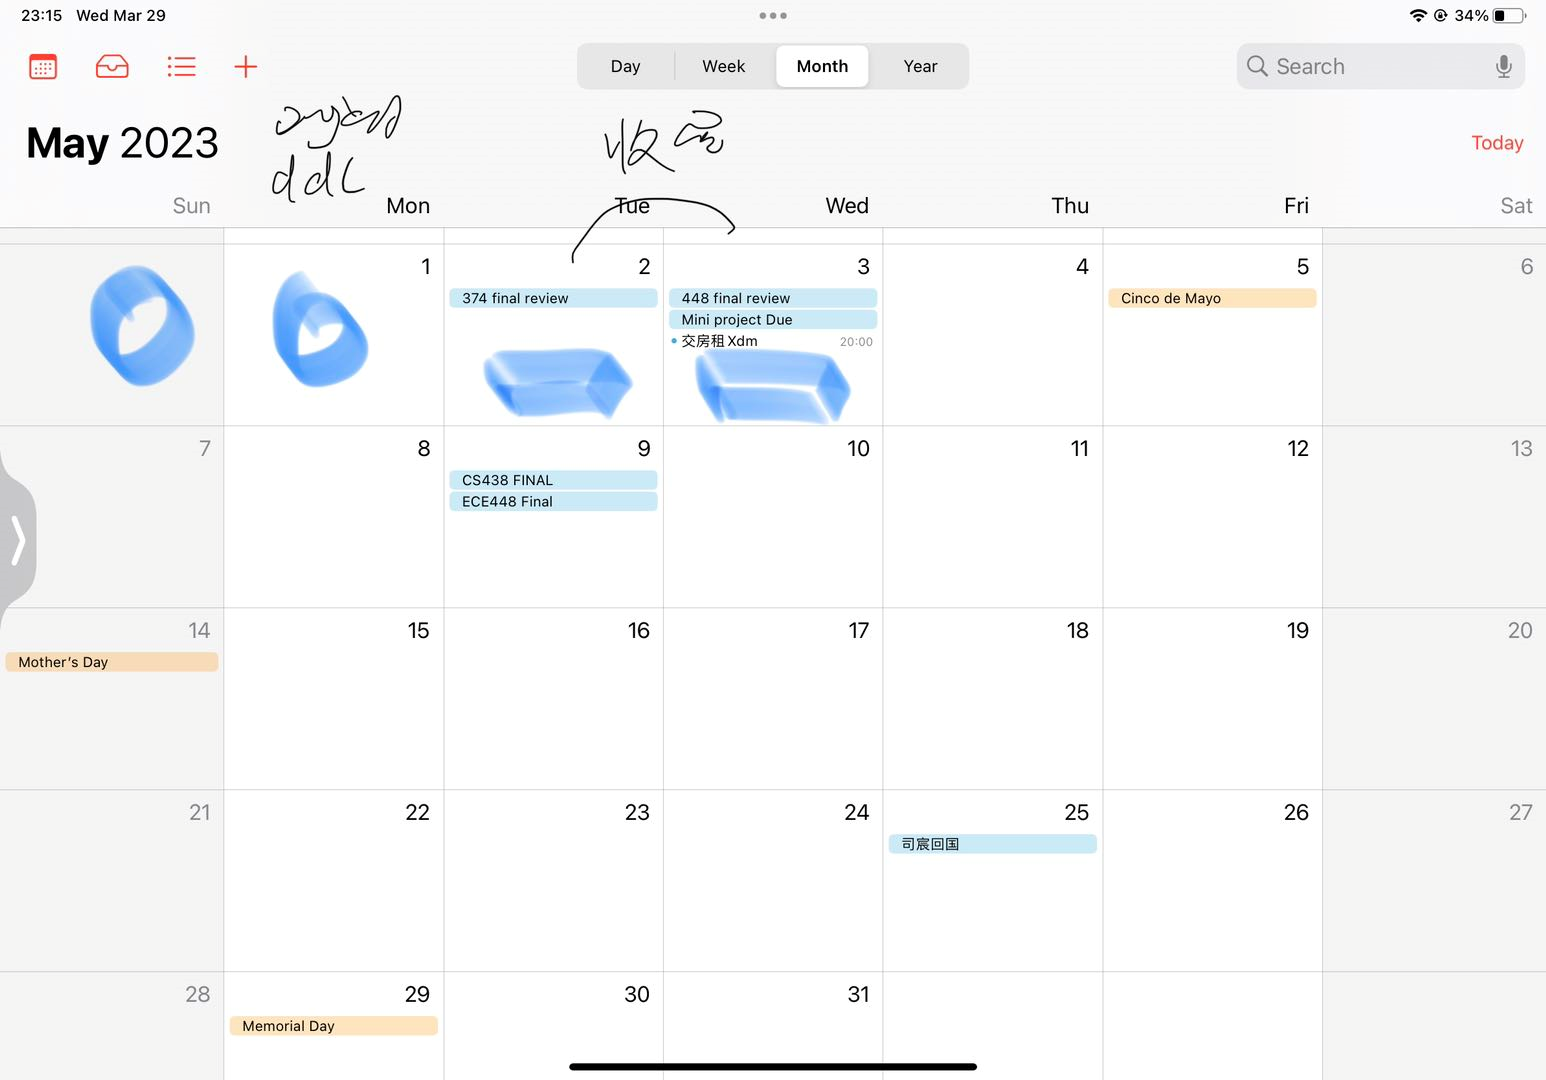 23:15 Wed Mar 29
34%
Day Week Month Year
Search
May 2023
Today
ddl
收
Sun Mon Tue Wed Thu Fri Sat
1 2 3 4 5 6
374 final review
448 final review
Mini project Due
交房租 Xdm 20:00
Cinco de Mayo
7 8 9 10 11 12 13
CS438 FINAL
ECE448 Final
14 15 16 17 18 19 20
Mother's Day
21 22 23 24 25 26 27
司宸回国
28 29 30 31
Memorial Day